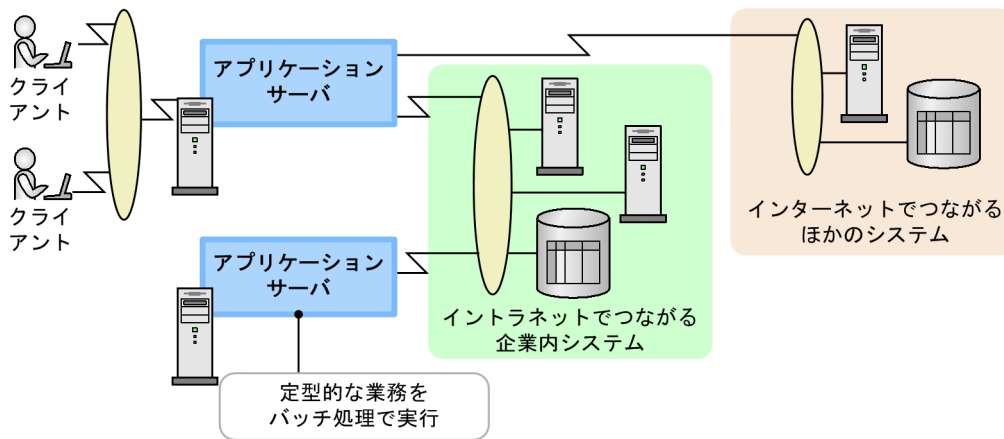 クライ
アント
クライ
アント
アプリケーション
サーバ
アプリケーション
サーバ
定型的な業務を
バッチ処理で実行
イントラネットでつながる
企業内システム
インターネットでつながる
ほかのシステム